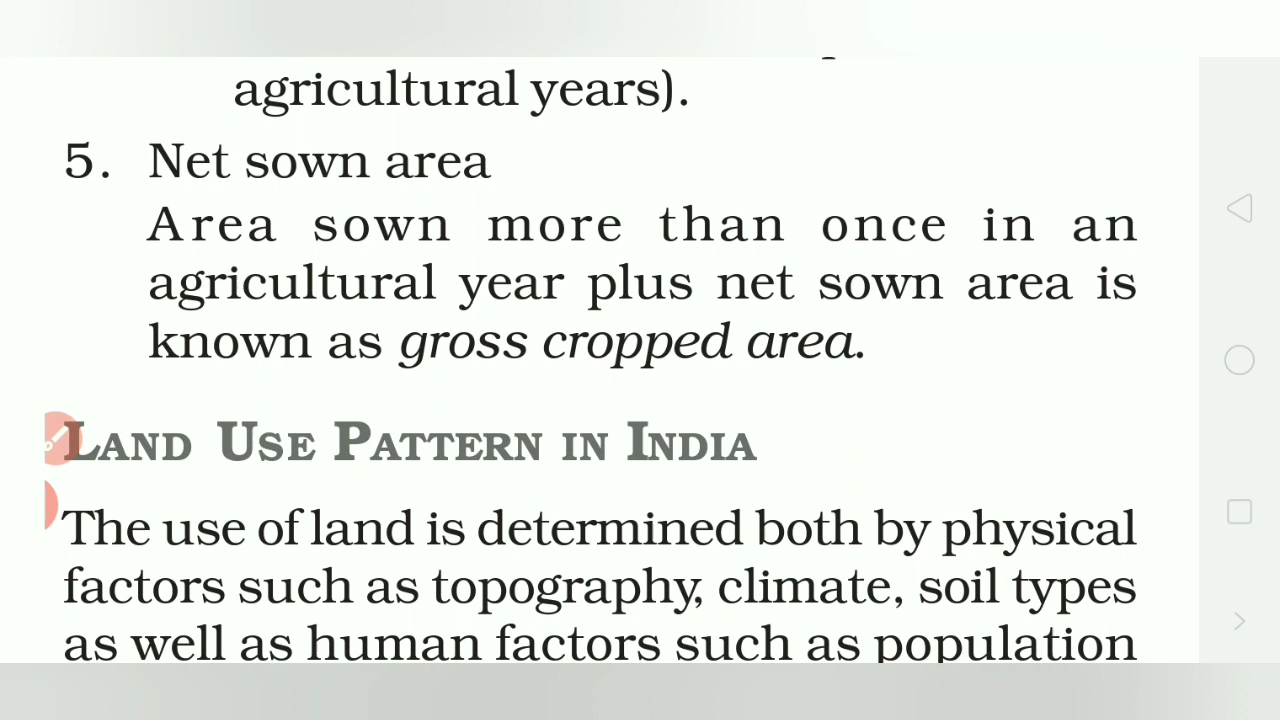 agricultural years).
5. Net sown area
Area sown more than once in an
agricultural year plus net sown area is
known as gross cropped area.
LAND USE PATTERN IN INDIA
The use of land is determined both by physical
factors such as topography, climate, soil types
as well as human factors such as population